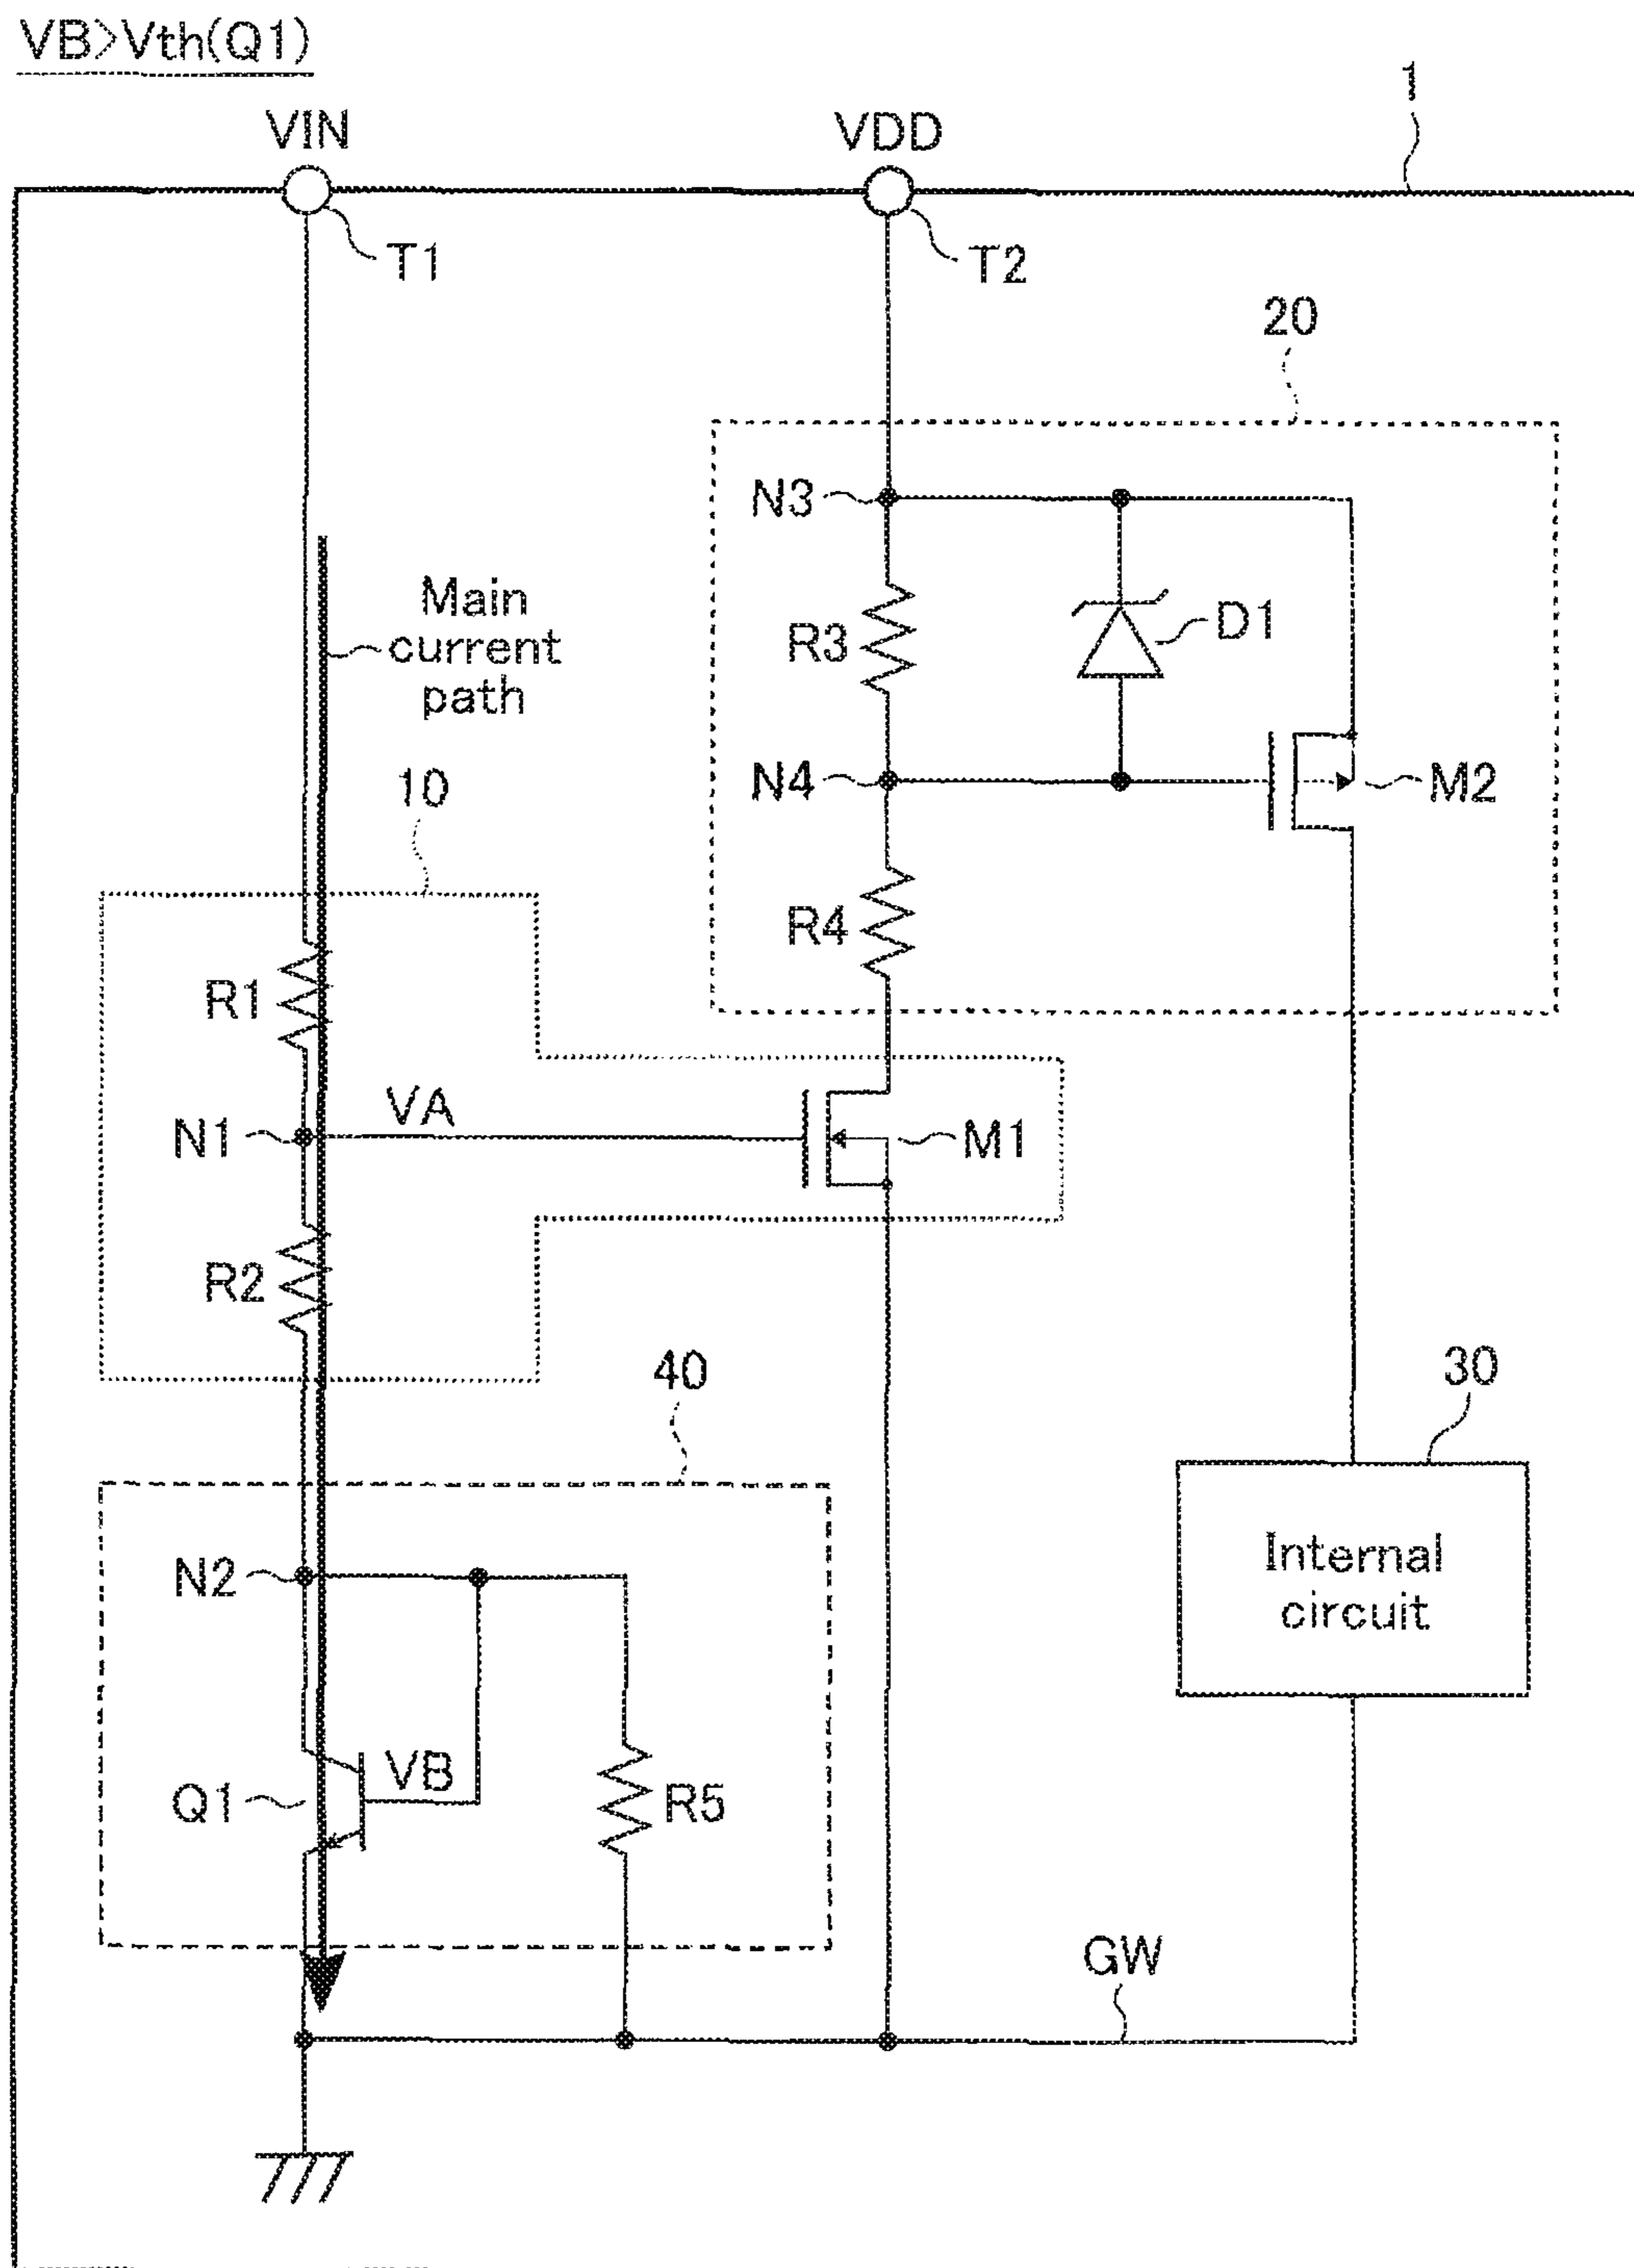 VB>Vth(Q1)
1
VIN
VDD
T1
T2
20
N3
Main
current
path
R3
D1
10
N4
M2
R4
R1
VA
N1
M1
R2
40
30
N2
Internal
circuit
VB
Q1
R5
GW